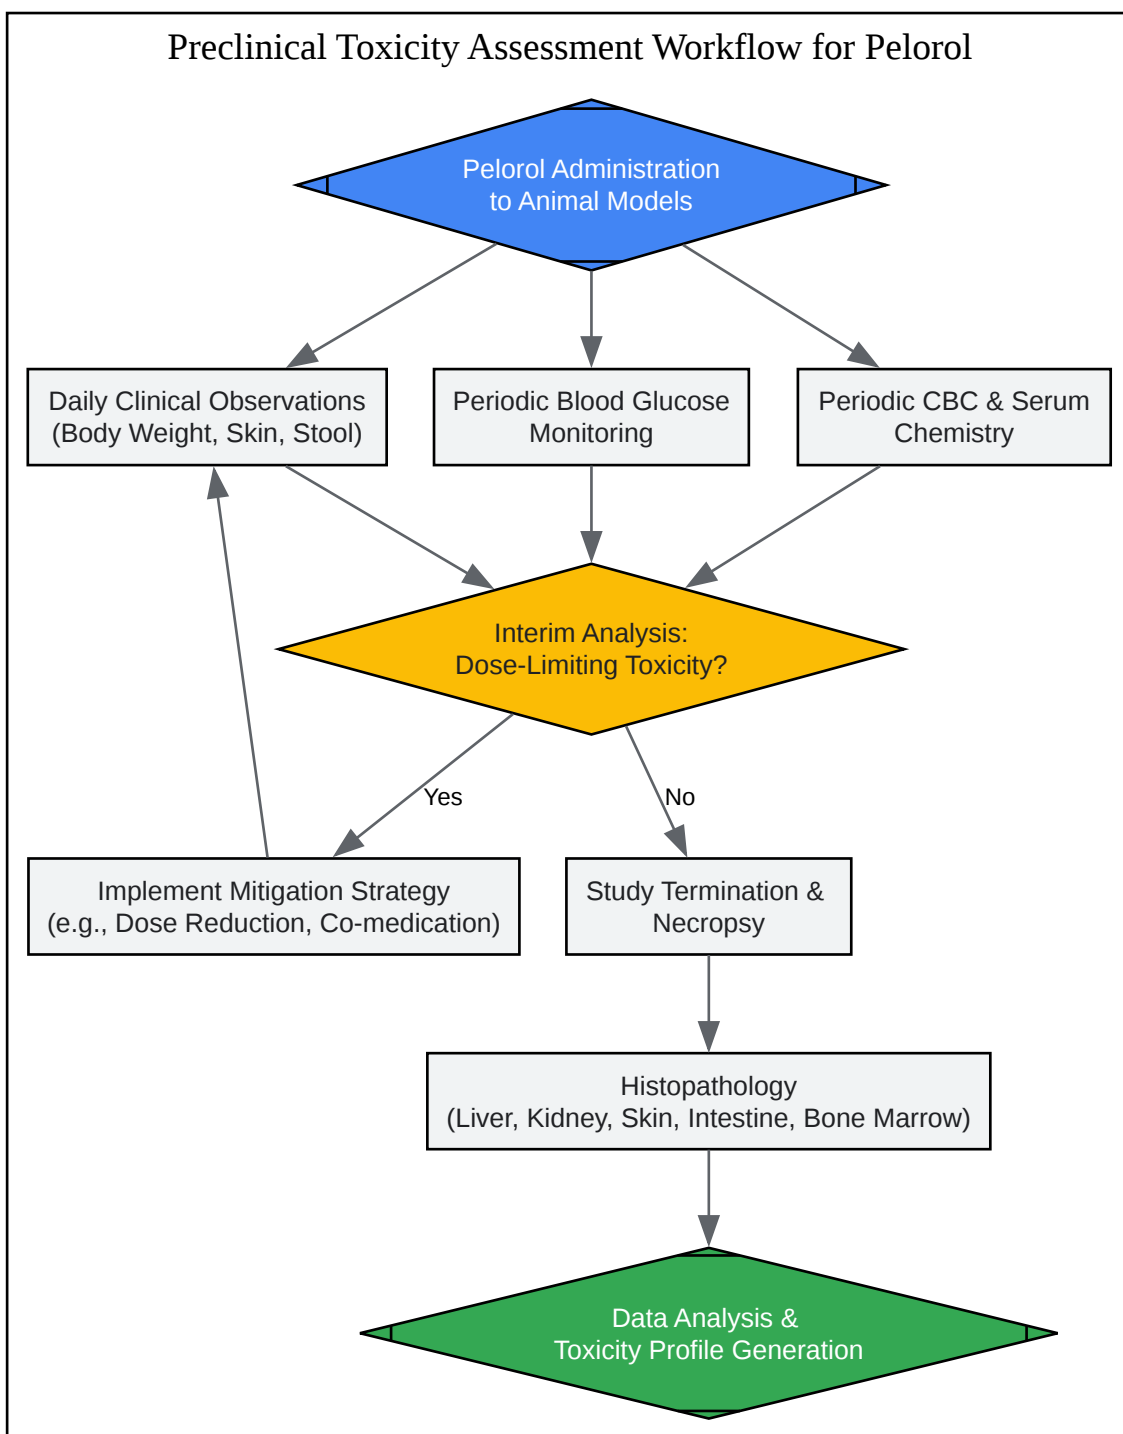 Preclinical Toxicity Assessment Workflow for Pelorol
Pelorol Administration
to Animal Models
Daily Clinical Observations
(Body Weight, Skin, Stool)
Periodic Blood Glucose
Monitoring
Periodic CBC & Serum
Chemistry
Interim Analysis:
Dose-Limiting Toxicity?
Yes
No
Implement Mitigation Strategy
(e.g., Dose Reduction, Co-medication)
Study Termination &
Necropsy
Histopathology
(Liver, Kidney, Skin, Intestine, Bone Marrow)
Data Analysis &
Toxicity Profile Generation